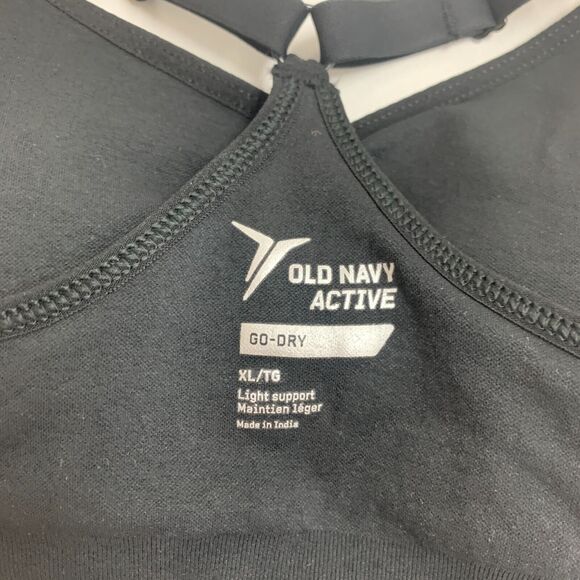 OLD NAVY
ACTIVE
GO-DRY
XL/TG
Light support
Maintien léger
Made in India